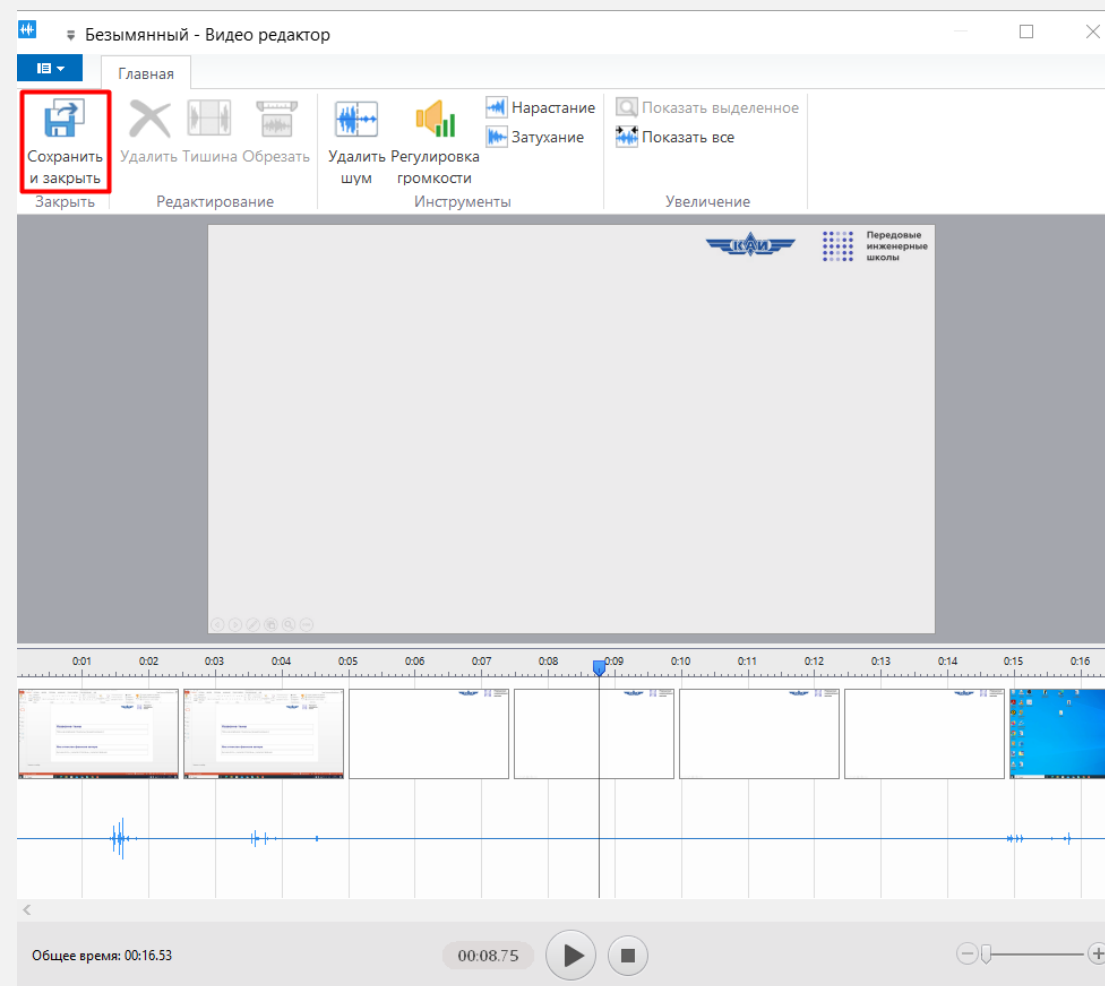 Безымянный - Видео редактор
Главная
Сохранить и закрыть
Удалить
Тишина
Обрезать
Удалить шум
Регулировка громкости
Нарастание
Затухание
Показать выделенное
Показать все
Закрыть
Редактирование
Инструменты
Увеличение
КАИ
Передовые
инженерные
школы
0:01 0:02 0:03 0:04 0:05 0:06 0:07 0:08 0:09 0:10 0:11 0:12 0:13 0:14 0:15 0:16
Общее время: 00:16.53
00:08.75